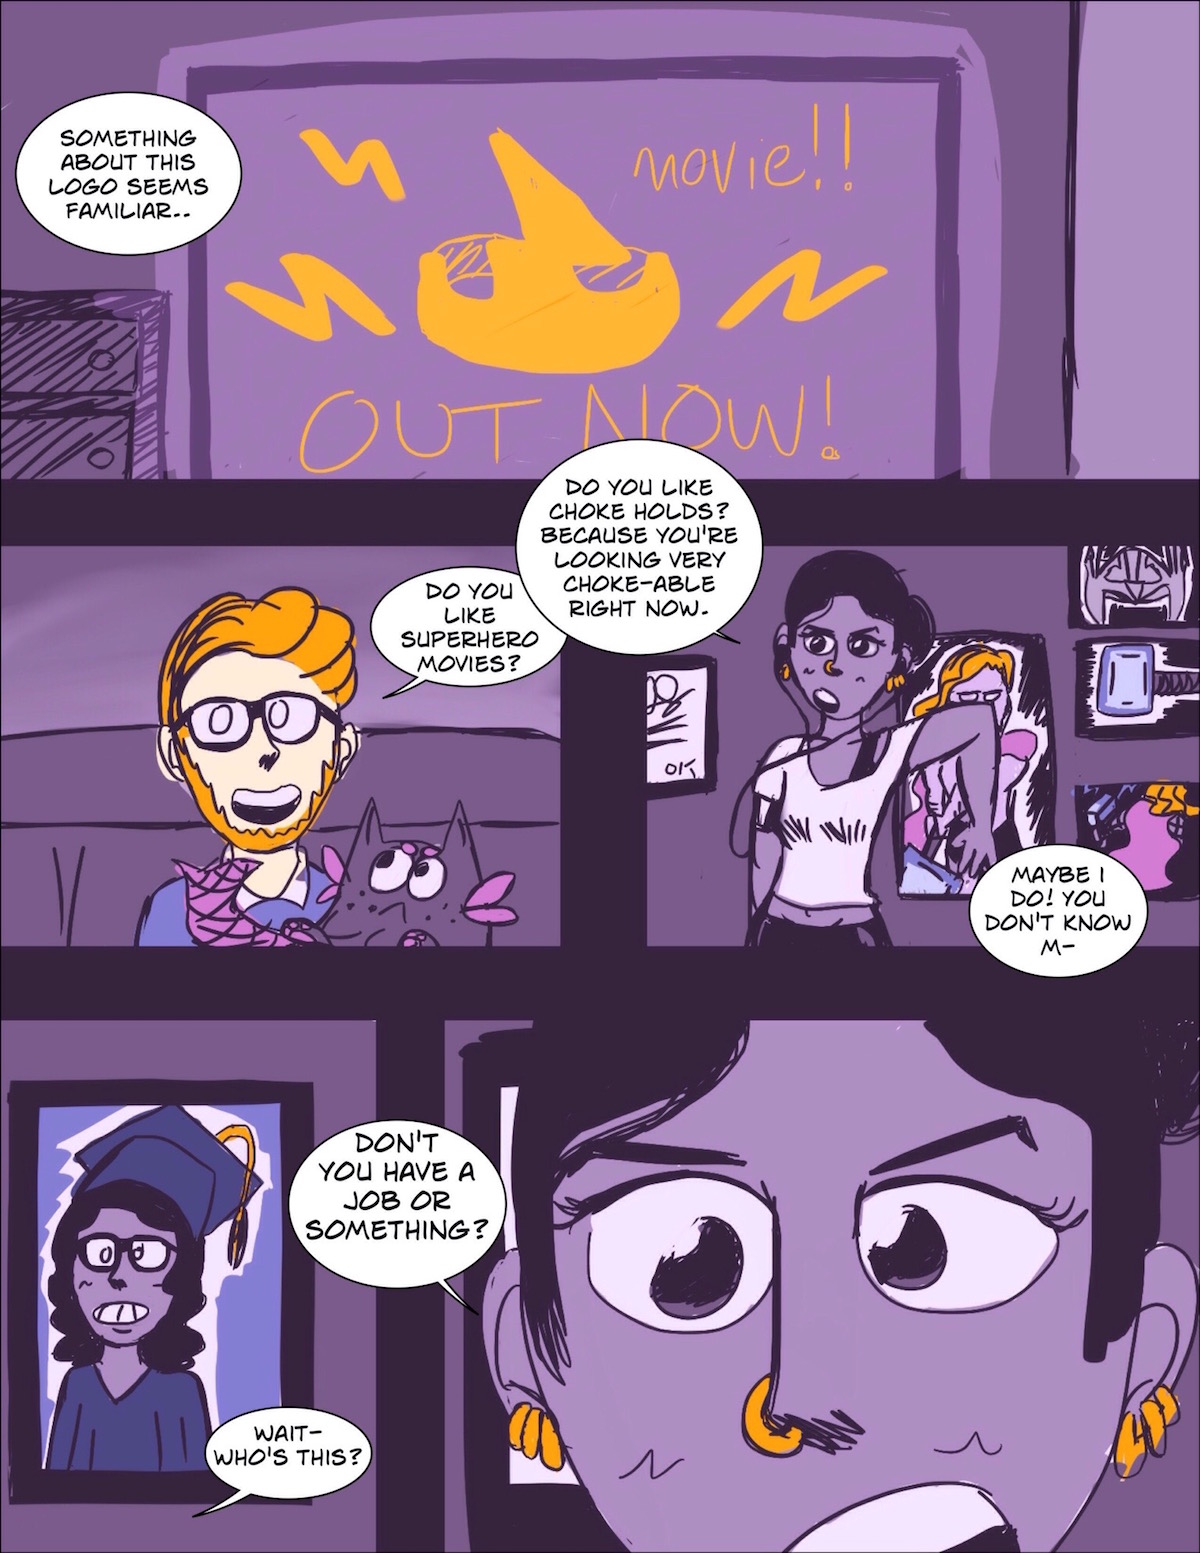 SOMETHING
ABOUT THIS
LOGO SEEMS
FAMILIAR..
MOVIE!!
OUT NOW!
DO YOU
LIKE
SUPERHERO
MOVIES?
DO YOU LIKE
CHOKE HOLDS?
BECAUSE YOU'RE
LOOKING VERY
CHOKE-ABLE
RIGHT NOW.
MAYBE I
DO! YOU
DON'T KNOW
M-
WAIT-
WHO'S THIS?
DON'T
YOU HAVE A
JOB OR
SOMETHING?